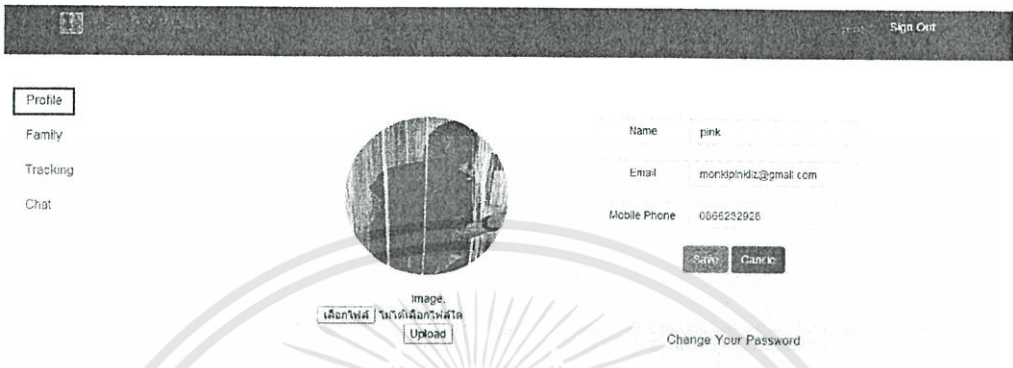 Sign Out
Profile
Family
Tracking
Chat
Name pink
Email monkipinkliz@gmail.com
Mobile Phone 0866232928
Save Cancle
Image.
เลือกไฟล์ ไม่ได้เลือกไฟล์ใด
Upload
Change Your Password